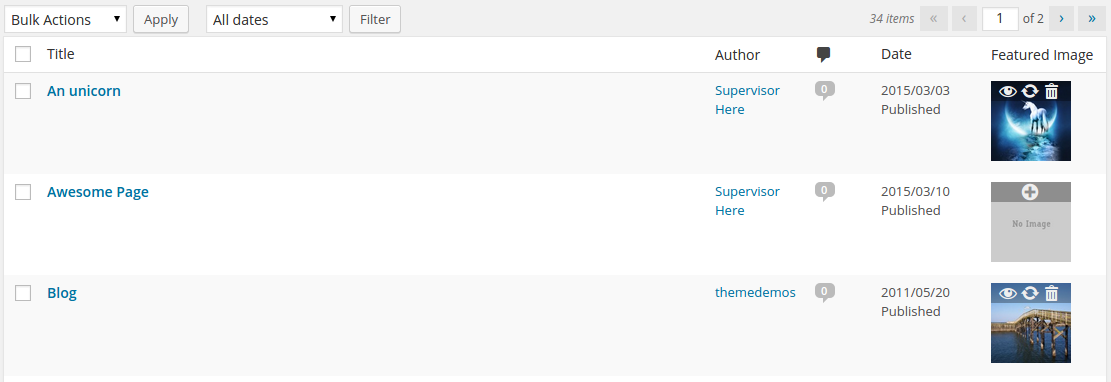 Bulk Actions Apply All dates Filter 34 items « ‹ 1 of 2 › »
Title Author Date Featured Image
An unicorn Supervisor Here 0 2015/03/03 Published
Awesome Page Supervisor Here 0 2015/03/10 Published
No Image
Blog themedemos 0 2011/05/20 Published